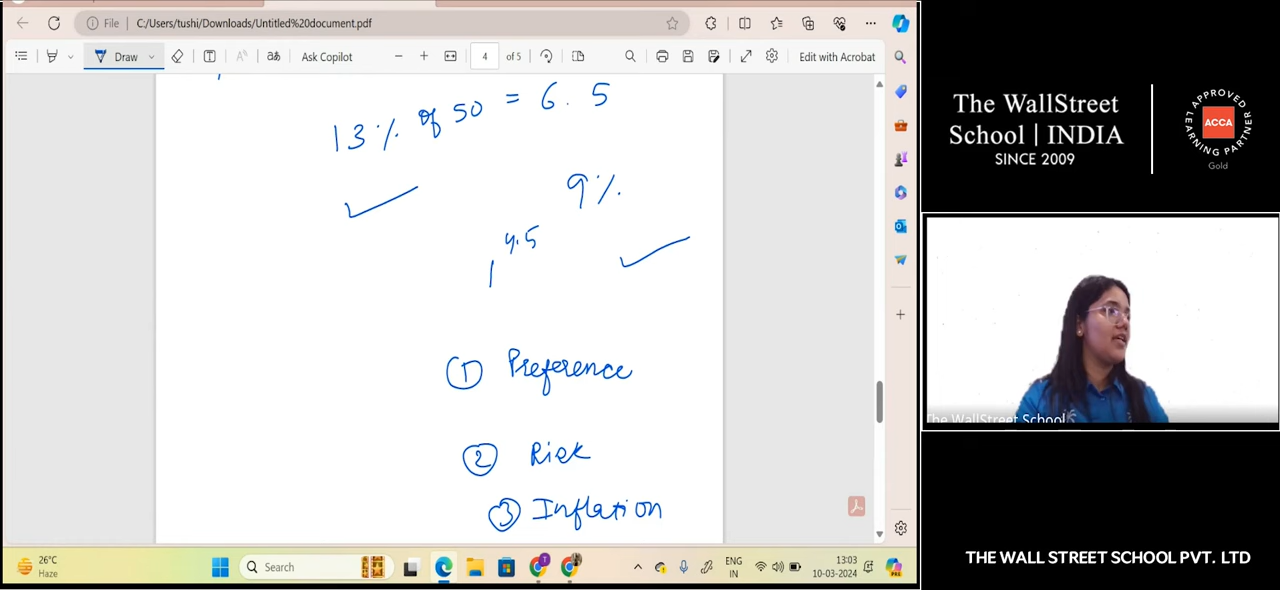 File C:/Users/tushi/Downloads/Untitled%20document.pdf
Draw Ask Copilot 4 of 5 Edit with Acrobat
13% of 50 = 6.5
9%
4.5
1
① Preference
② Risk
③ Inflation
The WallStreet
School | INDIA
SINCE 2009
APPROVED
ACCA
LEARNING PARTNER
Gold
The WallStreet School
THE WALL STREET SCHOOL PVT. LTD
26°C
Haze
Search
ENG
IN
13:03
10-03-2024